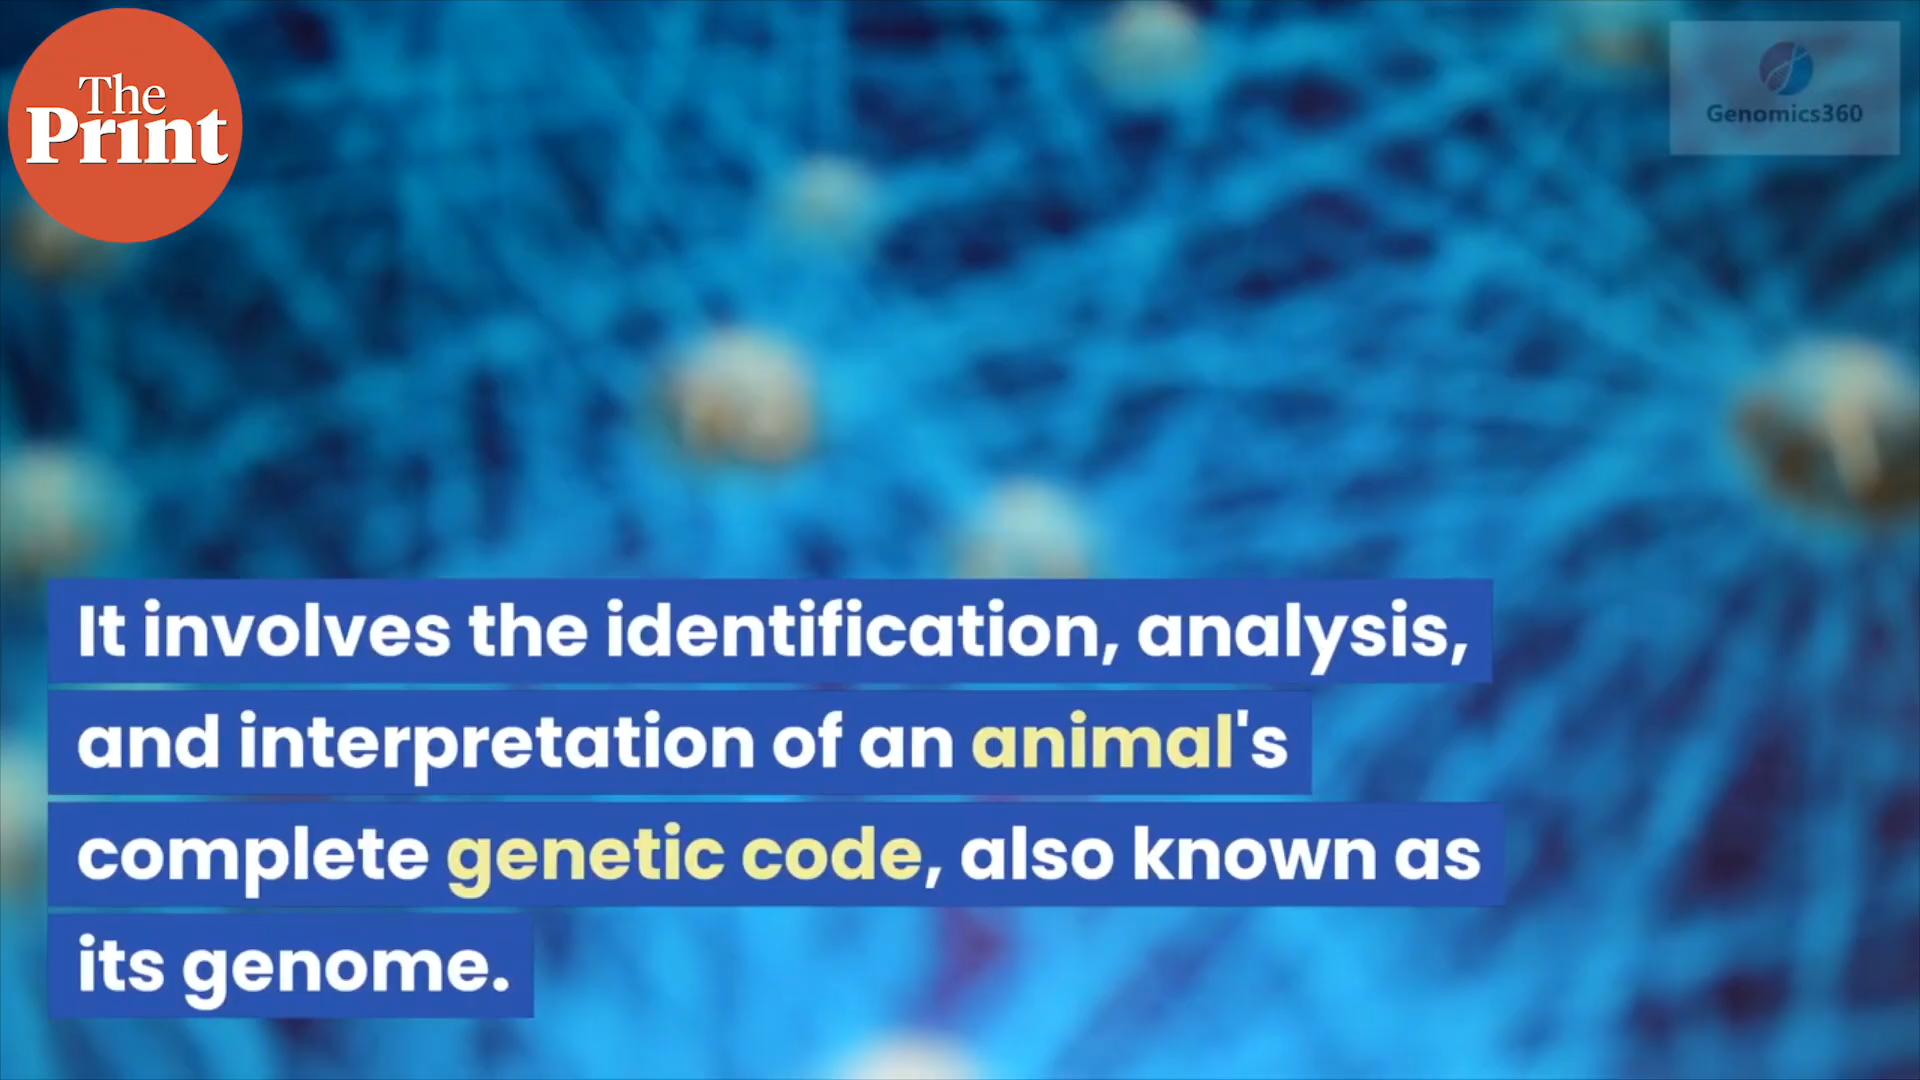 The
Print
Genomics360
It involves the identification, analysis,
and interpretation of an animal's
complete genetic code, also known as
its genome.